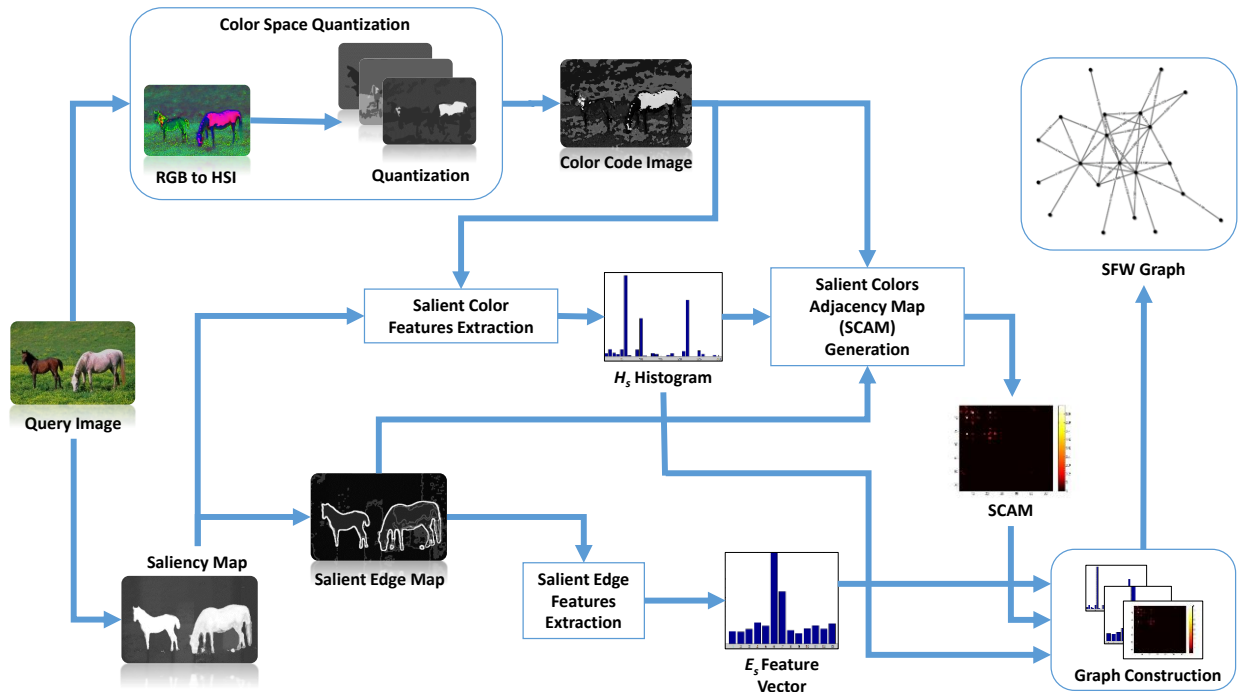 Color Space Quantization
RGB to HSI
Quantization
Color Code Image
SFW Graph
Salient Color
Features Extraction
Hs Histogram
Salient Colors
Adjacency Map
(SCAM)
Generation
Query Image
SCAM
Saliency Map
Salient Edge Map
Salient Edge
Features
Extraction
Es Feature
Vector
Graph Construction